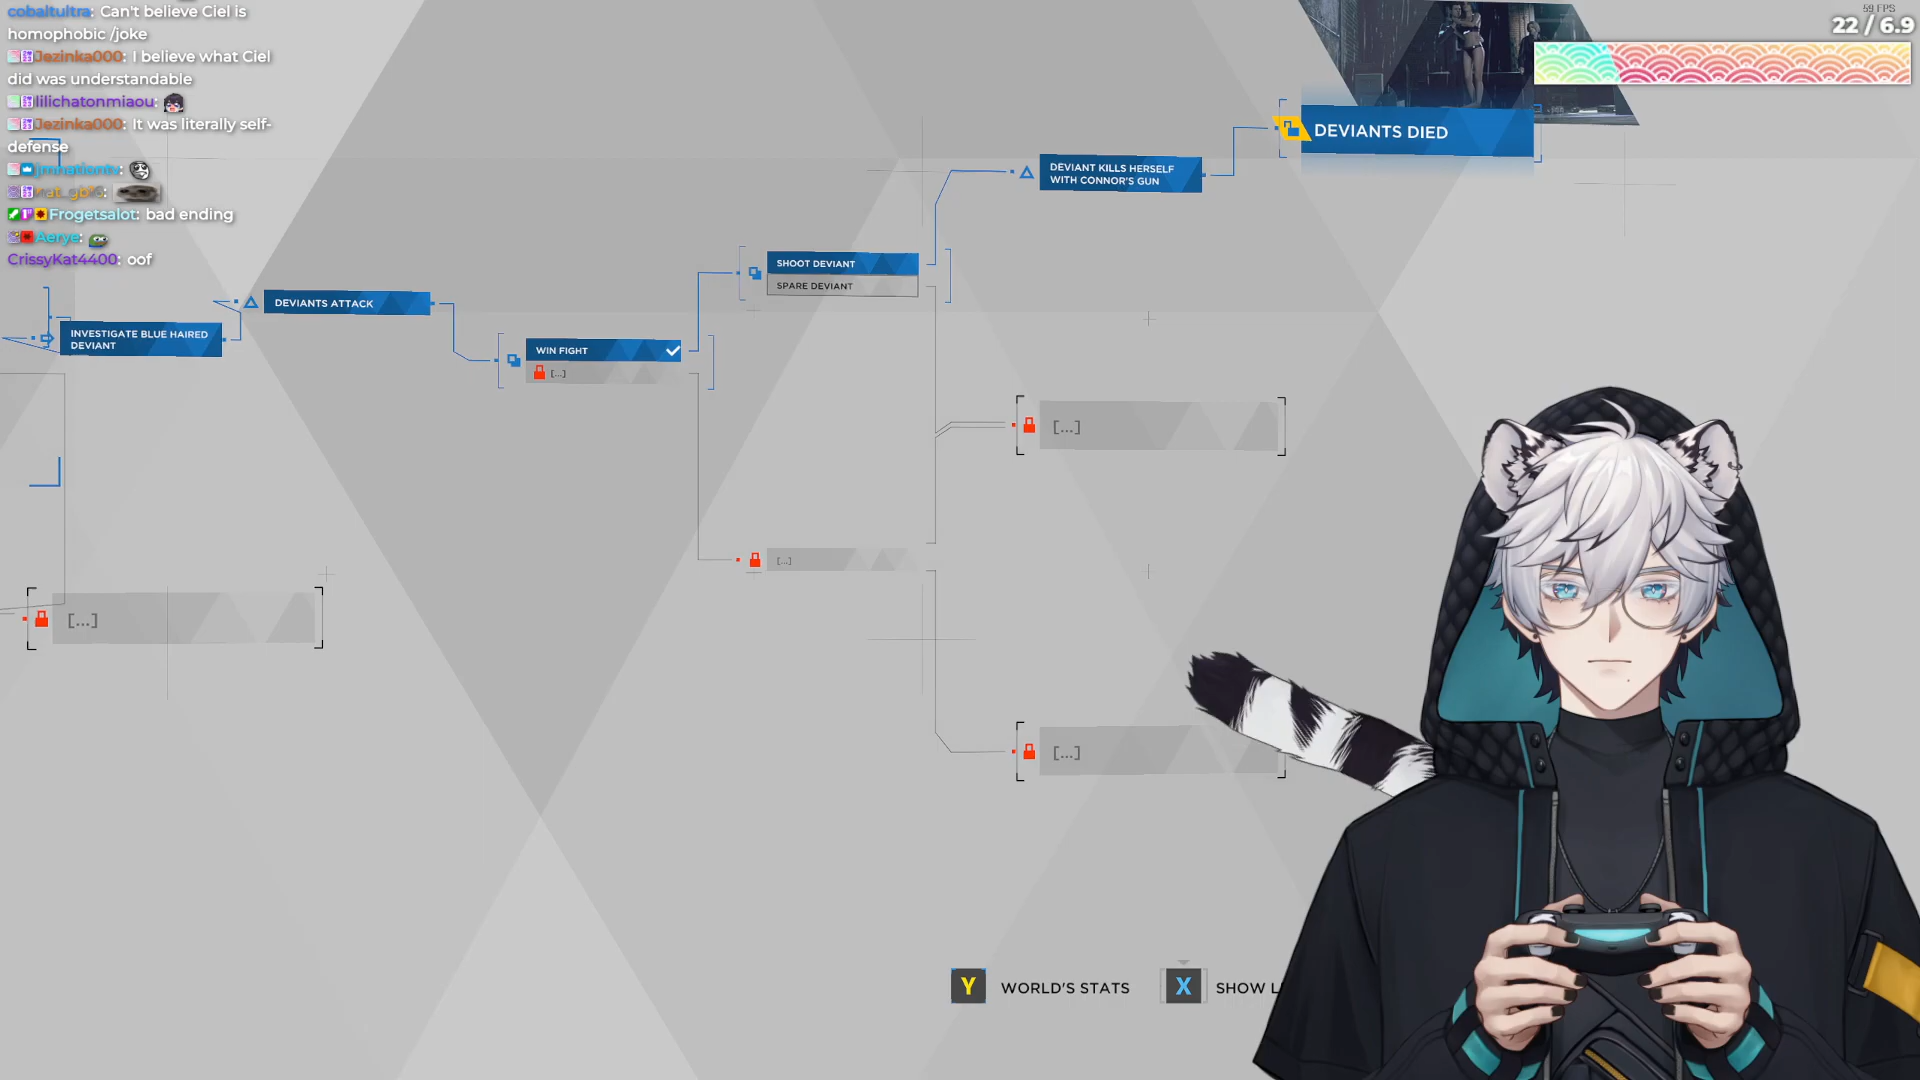 cobaltultra: Can't believe Ciel is
homophobic /joke
Jezinka000: I believe what Ciel
did was understandable
lilichatonmiaou:
Jezinka000: It was literally self-
defense
jmnationtv:
Frogetsalot: bad ending
Aerye:
CrissyKat4400: oof
59 FPS
22 / 6.9
DEVIANTS DIED
DEVIANT KILLS HERSELF
WITH CONNOR'S GUN
SHOOT DEVIANT
SPARE DEVIANT
DEVIANTS ATTACK
INVESTIGATE BLUE HAIRED
DEVIANT
WIN FIGHT
[...]
[...]
[...]
[...]
[...]
Y WORLD'S STATS
X SHOW L